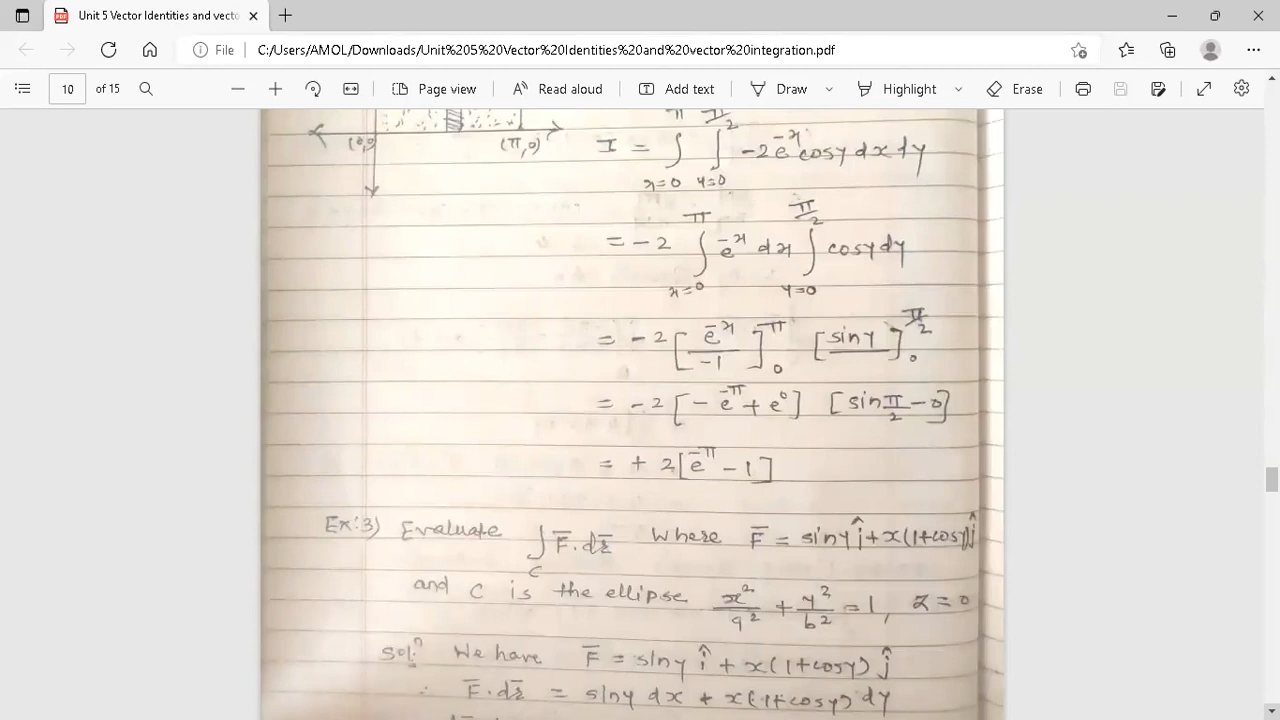 Unit 5 Vector Identities and vecto
File C:/Users/AMOL/Downloads/Unit%205%20Vector%20Identities%20and%20vector%20integration.pdf
10 of 15 Page view Read aloud Add text Draw Highlight Erase
(0,0) (π,0)
I = ∫_{x=0}^{π} ∫_{y=0}^{π/2} -2e^{-x} cosy dx dy
= -2 ∫_{x=0}^{π} e^{-x} dx ∫_{y=0}^{π/2} cosy dy
= -2 [e^{-x}/-1]_0^π [siny]_0^{π/2}
= -2 [-e^{-π} + e^0] [sin π/2 - 0]
= + 2[e^{-π} - 1]
Ex:3) Evaluate ∫_C F̄.dr̄ Where F̄ = siny î + x(1+cosy) ĵ
and C is the ellipse x²/a² + y²/b² = 1, z = 0
Solⁿ: We have F̄ = siny î + x(1+cosy) ĵ
∴ F̄.dr̄ = siny dx + x(1+cosy) dy